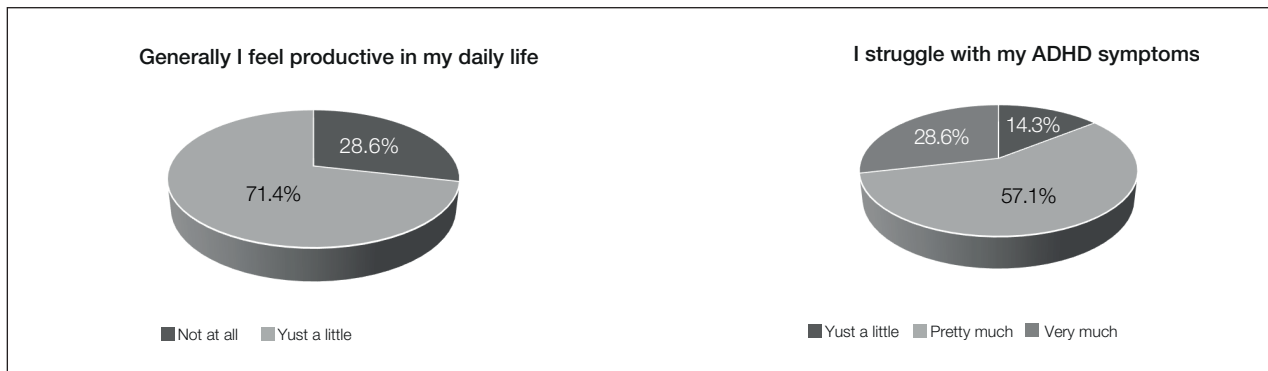 Generally I feel productive in my daily life
28.6%
71.4%
Not at all Yust a little
I struggle with my ADHD symptoms
14.3%
28.6%
57.1%
Yust a little Pretty much Very much